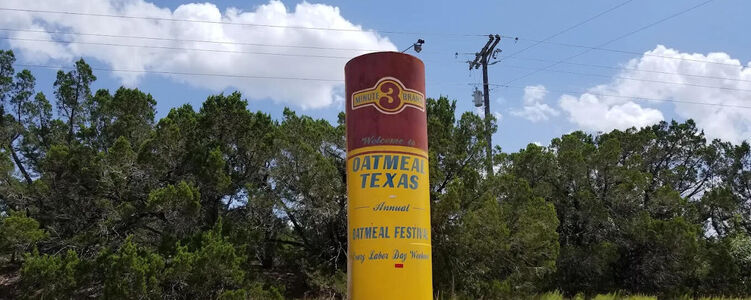 3
MINUTE BRAND
Welcome to
OATMEAL
TEXAS
Annual
OATMEAL FESTIVAL
Labor Day Weekend